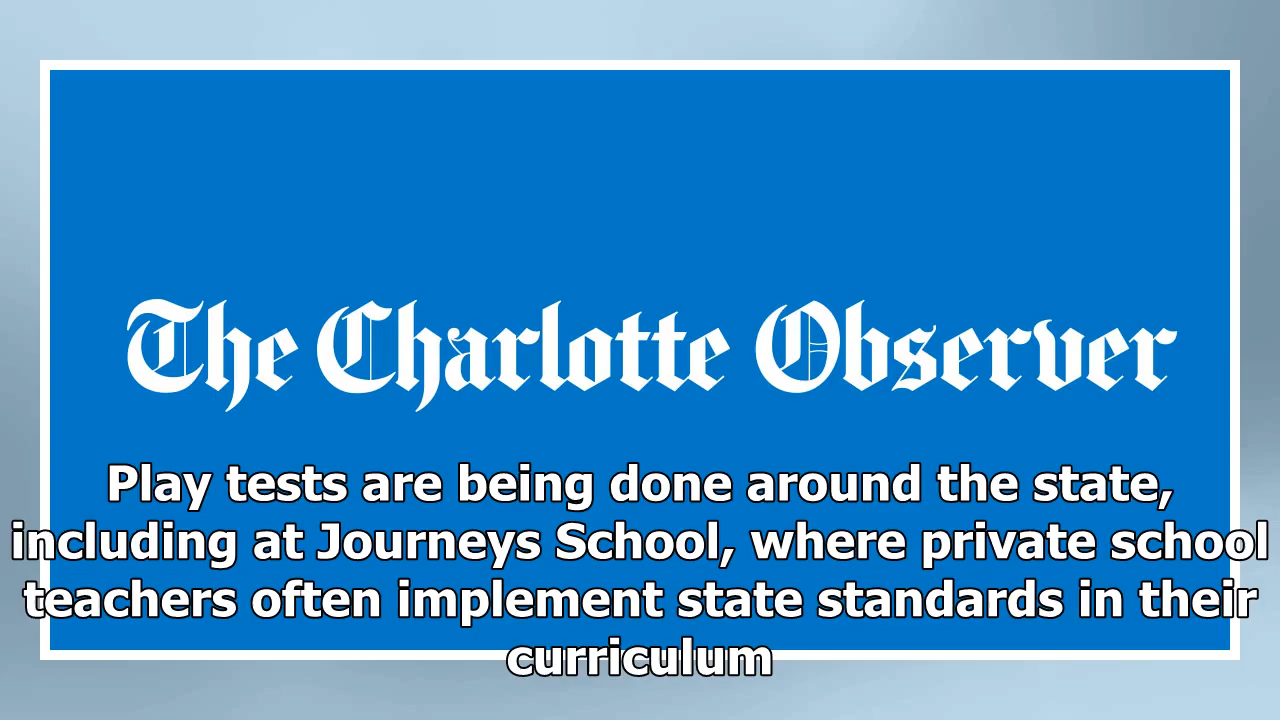 The Charlotte Observer
Play tests are being done around the state,
including at Journeys School, where private school
teachers often implement state standards in their
curriculum